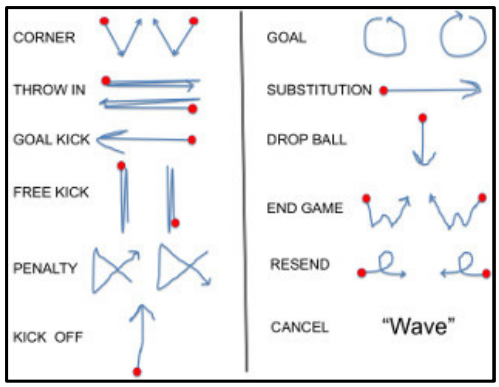 CORNER
THROW IN
GOAL KICK
FREE KICK
PENALTY
KICK OFF
GOAL
SUBSTITUTION
DROP BALL
END GAME
RESEND
CANCEL "Wave"